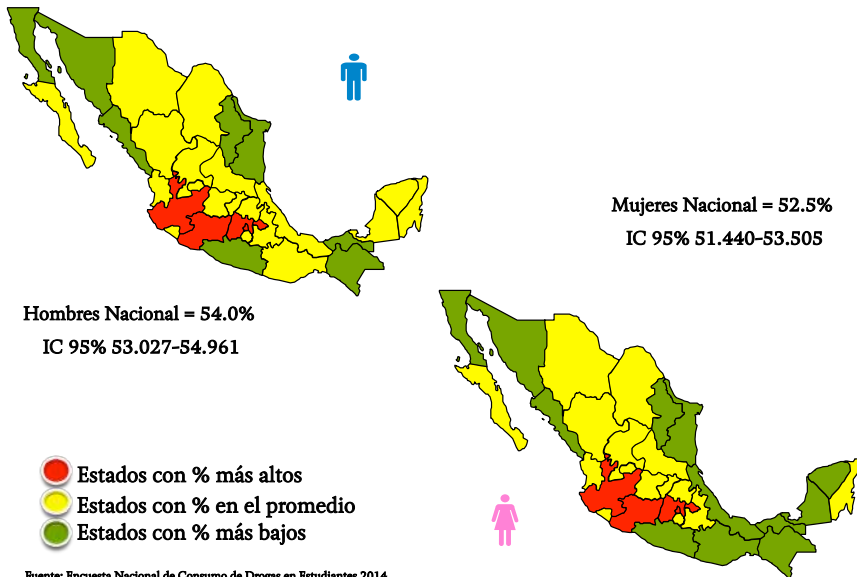 Mujeres Nacional = 52.5%
IC 95% 51.440-53.505
Hombres Nacional = 54.0%
IC 95% 53.027-54.961
Estados con % más altos
Estados con % en el promedio
Estados con % más bajos
Fuente: Encuesta Nacional de Consumo de Drogas en Estudiantes 2014